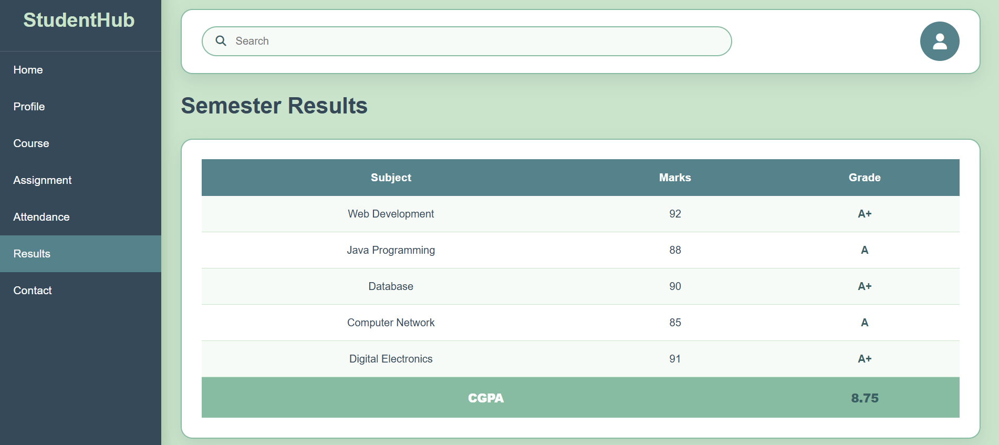 StudentHub
Home
Profile
Course
Assignment
Attendance
Results
Contact
Search
Semester Results
Subject Marks Grade
Web Development 92 A+
Java Programming 88 A
Database 90 A+
Computer Network 85 A
Digital Electronics 91 A+
CGPA 8.75